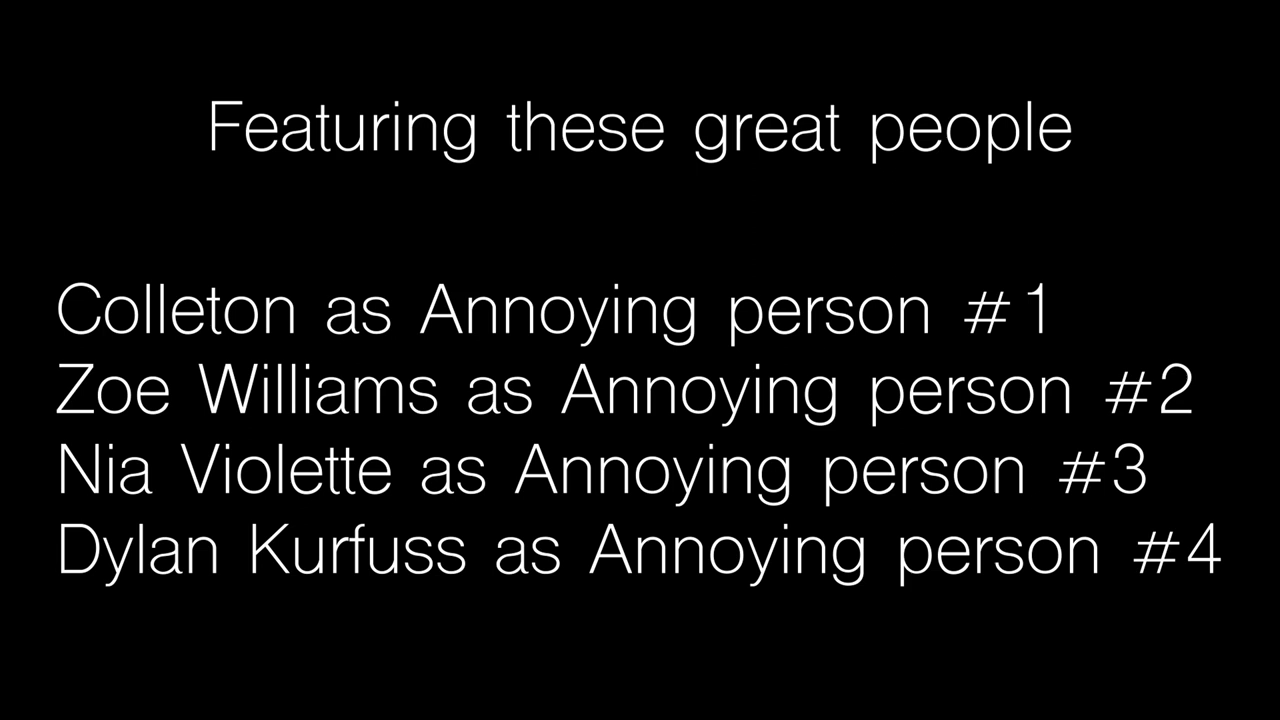 Featuring these great people
Colleton as Annoying person #1
Zoe Williams as Annoying person #2
Nia Violette as Annoying person #3
Dylan Kurfuss as Annoying person #4